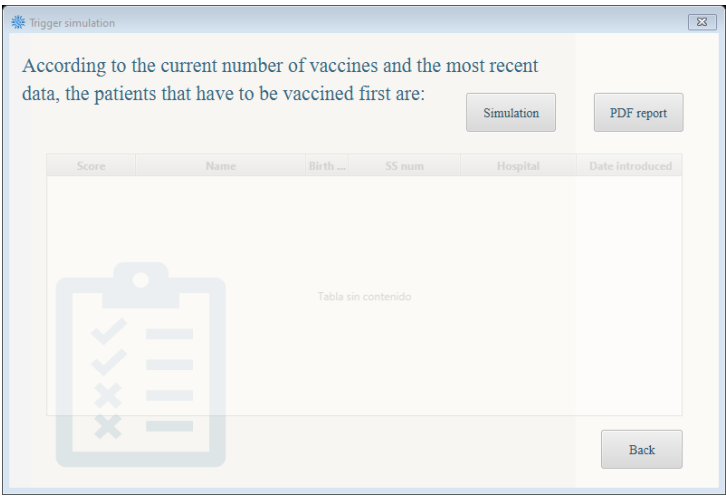 Trigger simulation
According to the current number of vaccines and the most recent
data, the patients that have to be vaccined first are:
Simulation
PDF report
Score Name Birth ... SS num Hospital Date introduced
Tabla sin contenido
Back